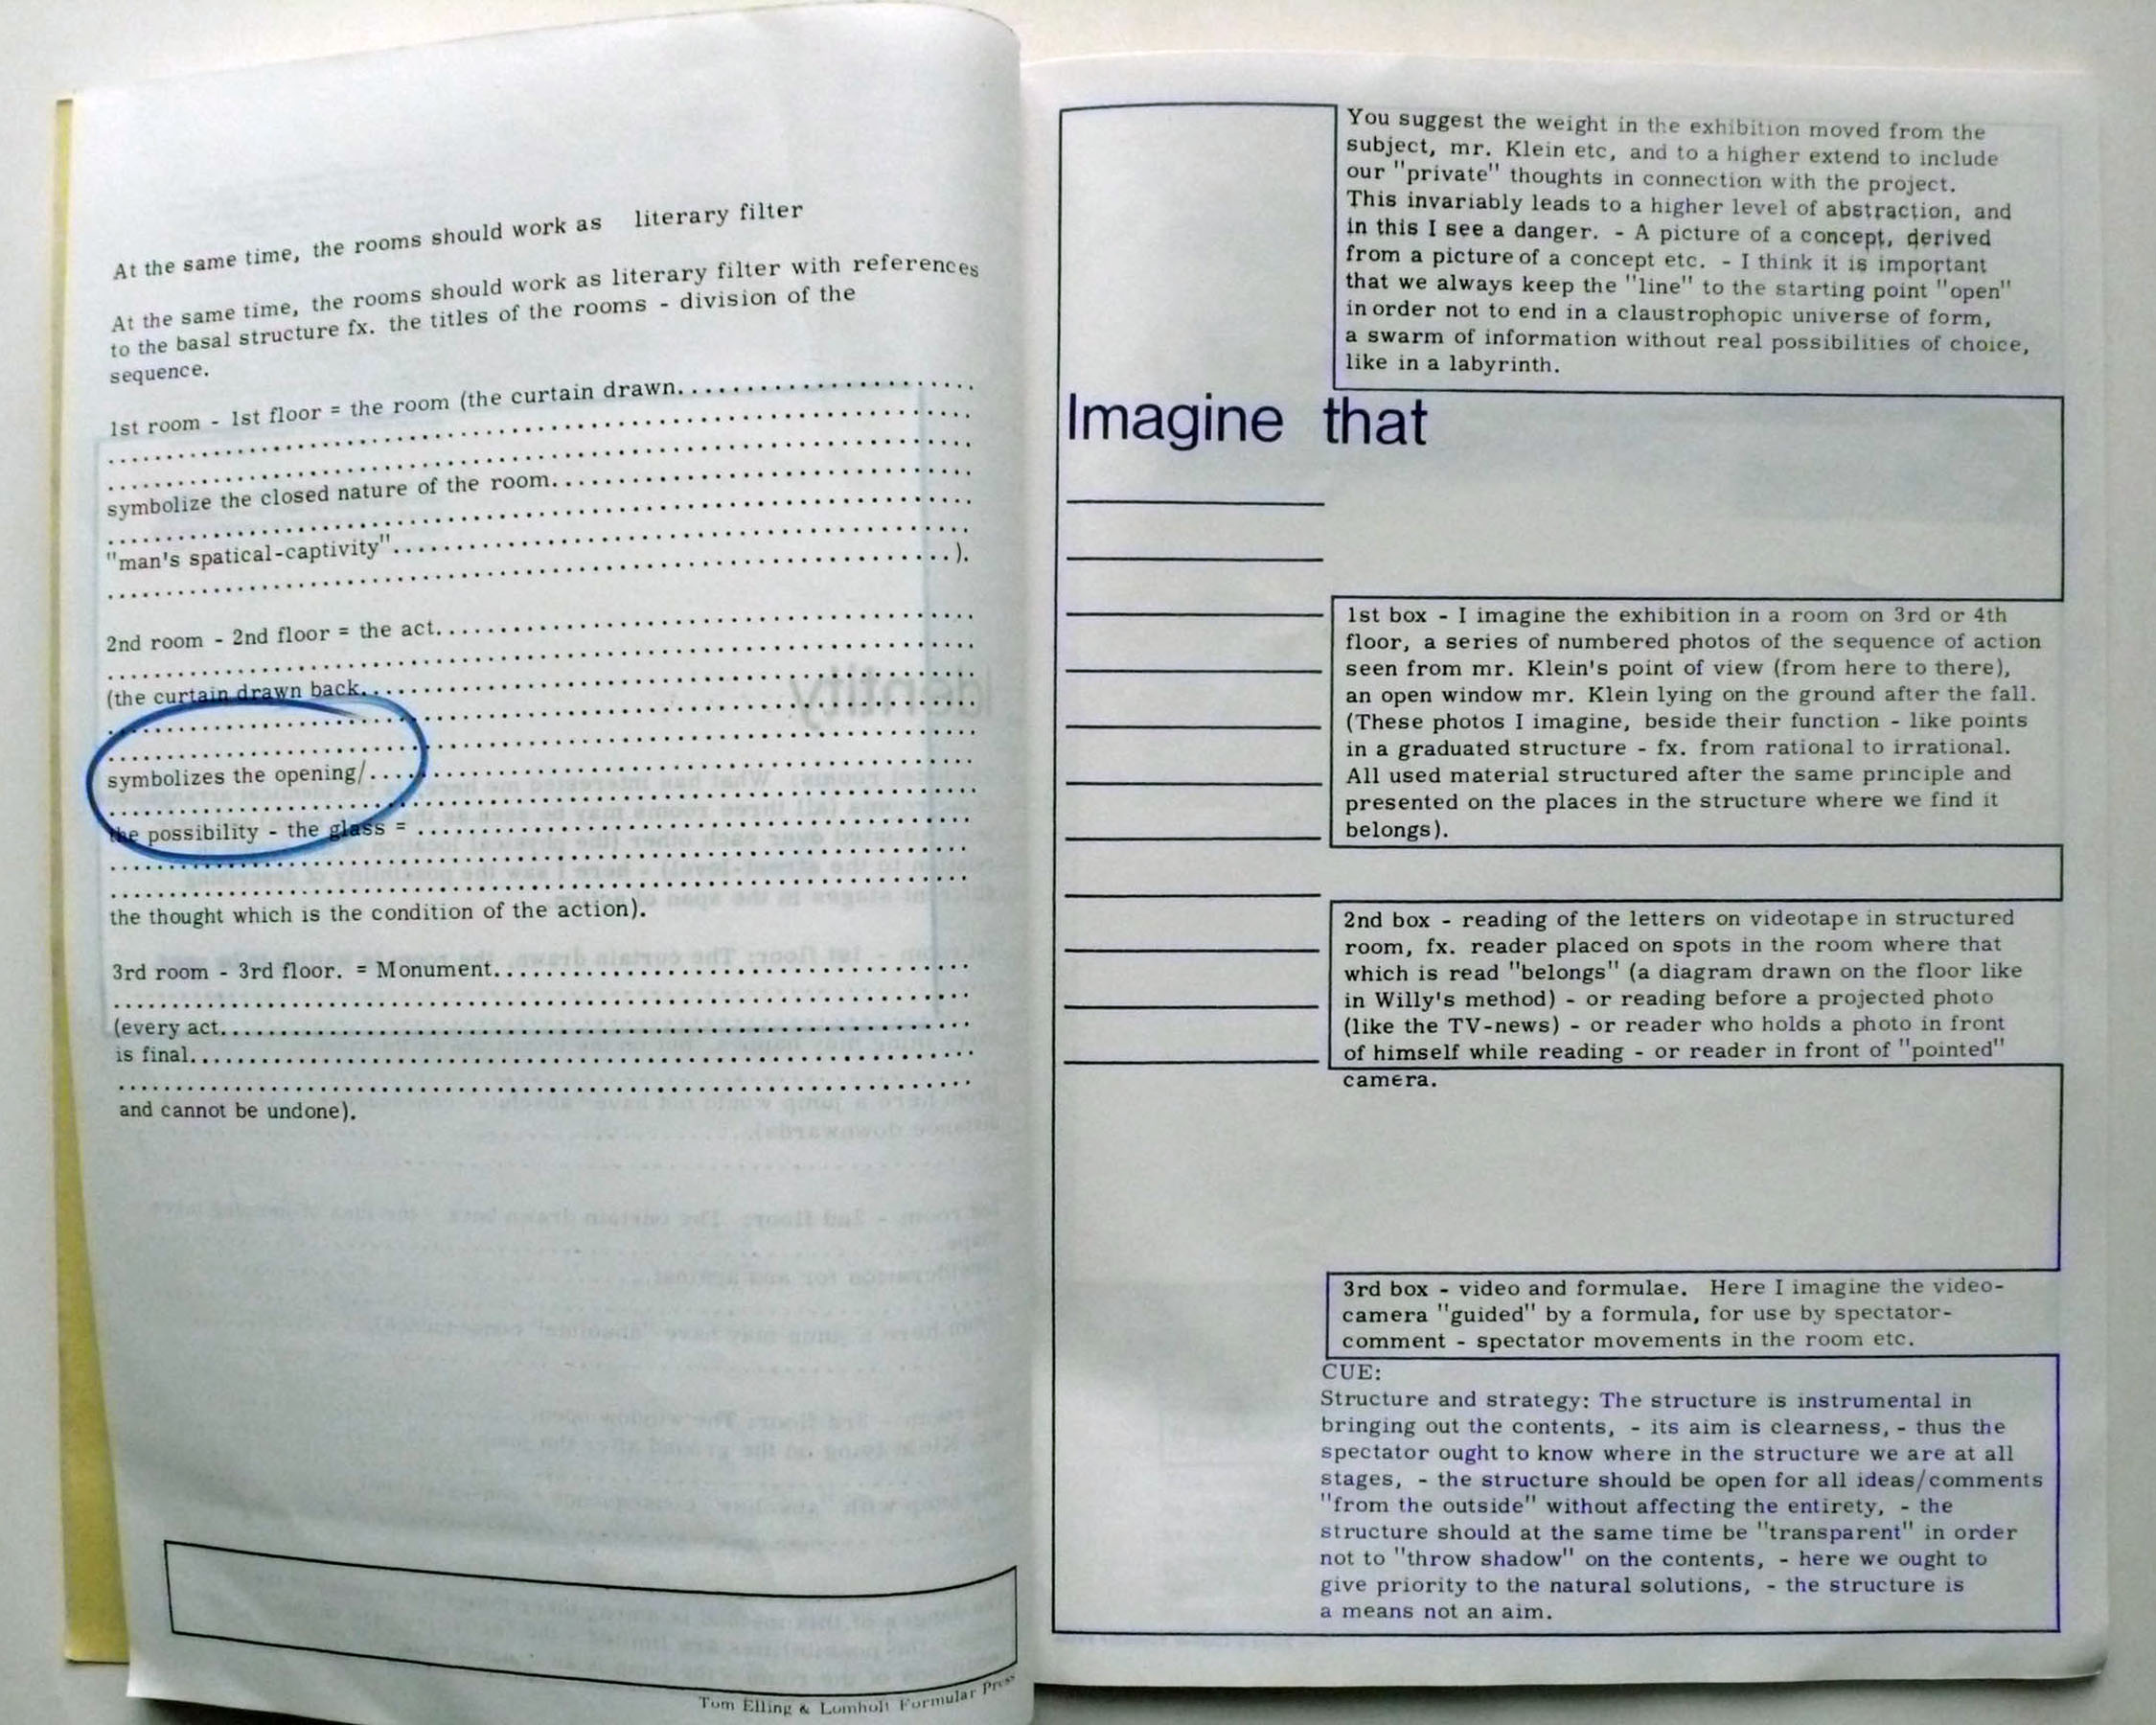 At the same time, the rooms should work as literary filter
At the same time, the rooms should work as literary filter with references
to the basal structure fx. the titles of the rooms - division of the
sequence.
1st room - 1st floor = the room (the curtain drawn......................
symbolize the closed nature of the room..............................
"man's spatical-captivity"..........................................
........................................................).
2nd room - 2nd floor = the act......................................
(the curtain drawn back...........................................
symbolizes the opening/...........................................
the possibility - the glass = ........................................
the thought which is the condition of the action).
3rd room - 3rd floor. = Monument..................................
(every act.....................................................
is final........................................................
and cannot be undone).
Tom Elling & Lomholt Formular Press
You suggest the weight in the exhibition moved from the
subject, mr. Klein etc, and to a higher extend to include
our "private" thoughts in connection with the project.
This invariably leads to a higher level of abstraction, and
in this I see a danger. - A picture of a concept, derived
from a picture of a concept etc. - I think it is important
that we always keep the "line" to the starting point "open"
in order not to end in a claustrophopic universe of form,
a swarm of information without real possibilities of choice,
like in a labyrinth.
Imagine that
1st box - I imagine the exhibition in a room on 3rd or 4th
floor, a series of numbered photos of the sequence of action
seen from mr. Klein's point of view (from here to there),
an open window mr. Klein lying on the ground after the fall.
(These photos I imagine, beside their function - like points
in a graduated structure - fx. from rational to irrational.
All used material structured after the same principle and
presented on the places in the structure where we find it
belongs).
2nd box - reading of the letters on videotape in structured
room, fx. reader placed on spots in the room where that
which is read "belongs" (a diagram drawn on the floor like
in Willy's method) - or reading before a projected photo
(like the TV-news) - or reader who holds a photo in front
of himself while reading - or reader in front of "pointed"
camera.
3rd box - video and formulae. Here I imagine the video-
camera "guided" by a formula, for use by spectator-
comment - spectator movements in the room etc.
CUE:
Structure and strategy: The structure is instrumental in
bringing out the contents, - its aim is clearness, - thus the
spectator ought to know where in the structure we are at all
stages, - the structure should be open for all ideas/comments
"from the outside" without affecting the entirety, - the
structure should at the same time be "transparent" in order
not to "throw shadow" on the contents, - here we ought to
give priority to the natural solutions, - the structure is
a means not an aim.